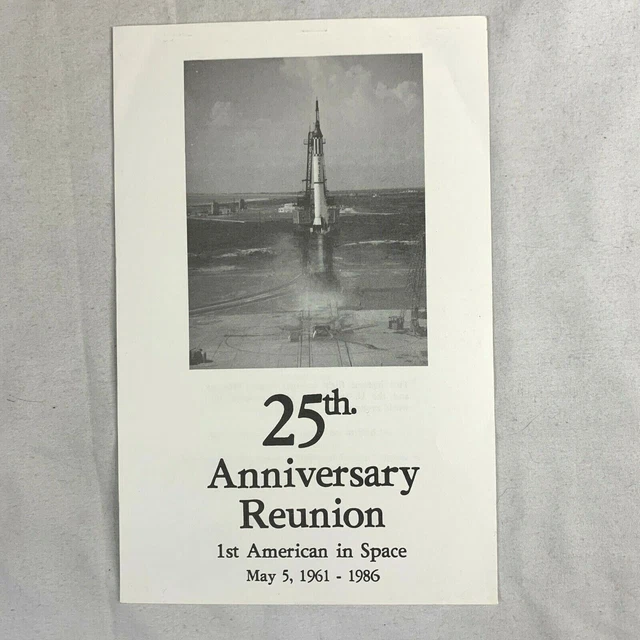 25th.
Anniversary
Reunion
1st American in Space
May 5, 1961 - 1986